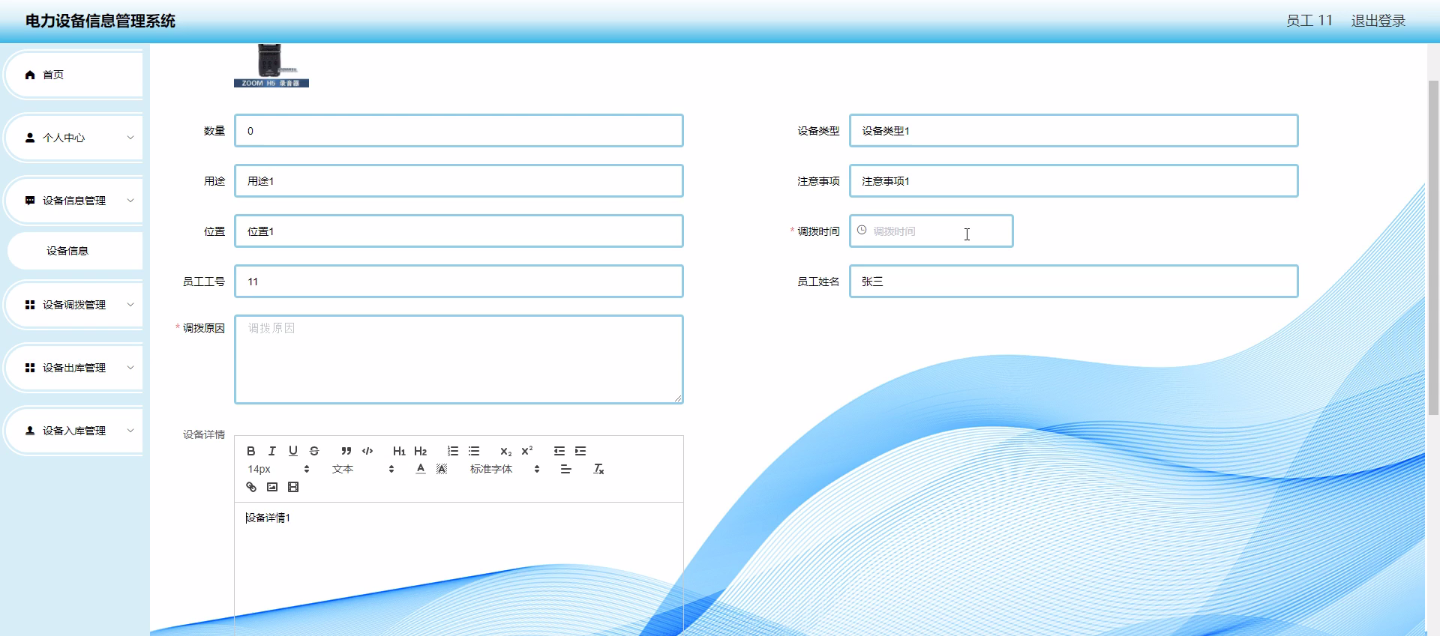 电力设备信息管理系统
员工 11 退出登录
首页
个人中心
设备信息管理
设备信息
设备调拨管理
设备出库管理
设备入库管理
ZOOM H5 录音器
数量 0 设备类型 设备类型1
用途 用途1 注意事项 注意事项1
位置 位置1 * 调拨时间 调拨时间
员工工号 11 员工姓名 张三
* 调拨原因 调拨原因
设备详情
B I U S H1 H2 X2 X2
14px 文本 A A 标准字体 Tx
设备详情1